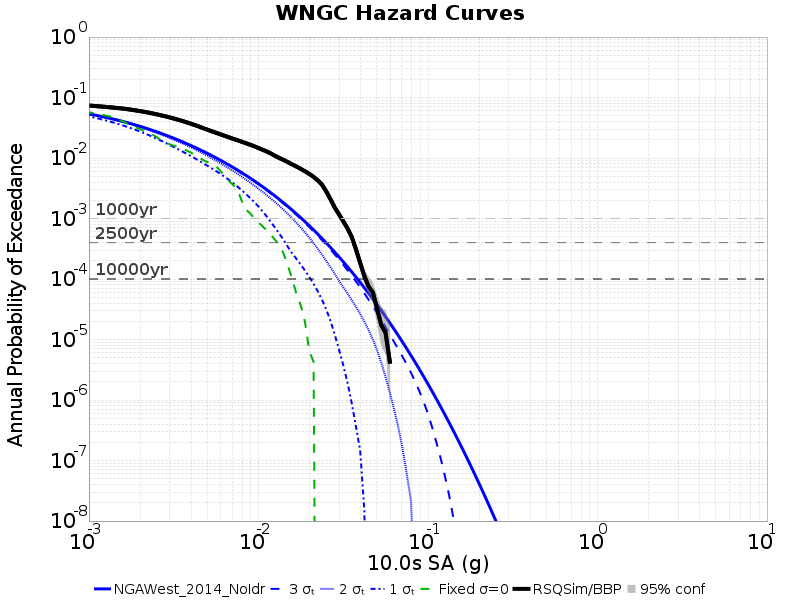 WNGC Hazard Curves
Annual Probability of Exceedance
10^0
10^-1
10^-2
10^-3
10^-4
10^-5
10^-6
10^-7
10^-8
1000yr
2500yr
10000yr
10^-3 10^-2 10^-1 10^0 10^1
10.0s SA (g)
NGAWest_2014_NoIdr 3 σₜ 2 σₜ 1 σₜ Fixed σ=0 RSQSim/BBP 95% conf